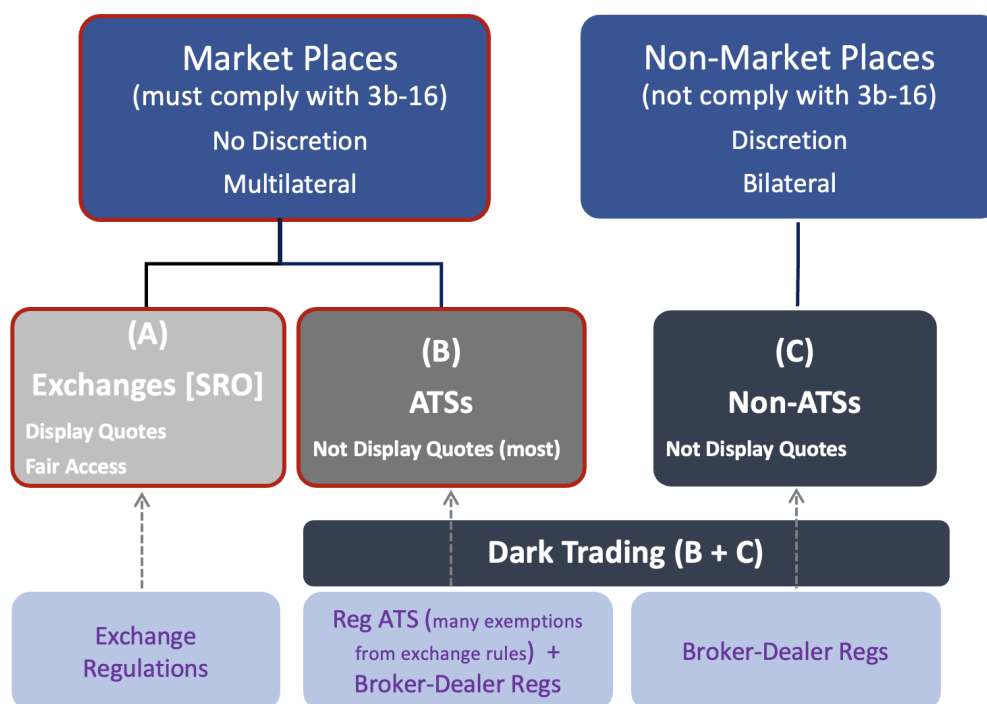 Market Places
(must comply with 3b-16)
No Discretion
Multilateral
Non-Market Places
(not comply with 3b-16)
Discretion
Bilateral
(A)
Exchanges [SRO]
Display Quotes
Fair Access
(B)
ATSs
Not Display Quotes (most)
(C)
Non-ATSs
Not Display Quotes
Dark Trading (B + C)
Exchange
Regulations
Reg ATS (many exemptions
from exchange rules) +
Broker-Dealer Regs
Broker-Dealer Regs